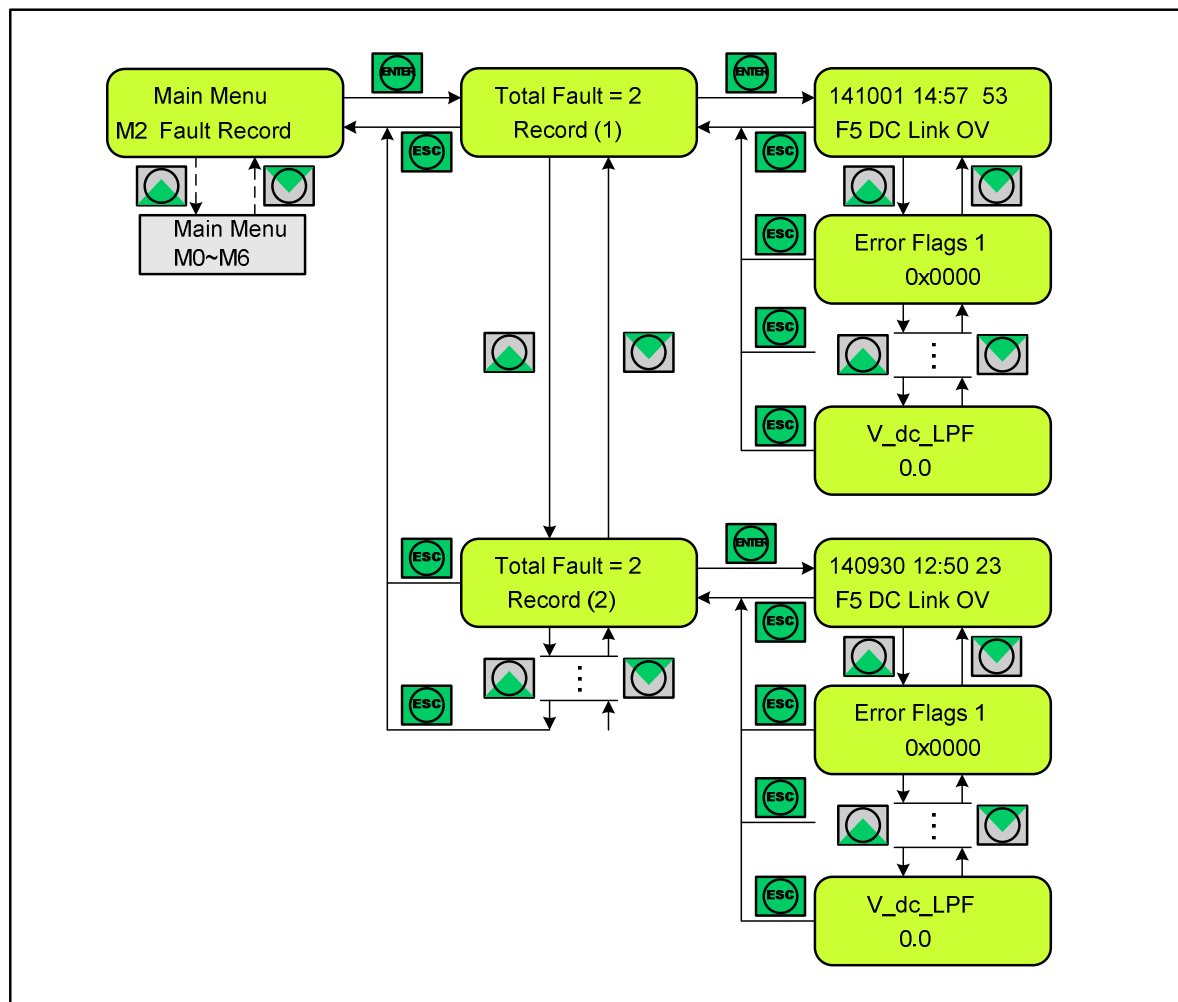 ENTER
ENTER
Main Menu
M2 Fault Record
Total Fault = 2
Record (1)
141001 14:57 53
F5 DC Link OV
ESC
ESC
Main Menu
M0~M6
ESC
Error Flags 1
0x0000
ESC
⋮
ESC
V_dc_LPF
0.0
ESC
ENTER
Total Fault = 2
Record (2)
140930 12:50 23
F5 DC Link OV
ESC
⋮
ESC
ESC
Error Flags 1
0x0000
ESC
⋮
ESC
V_dc_LPF
0.0